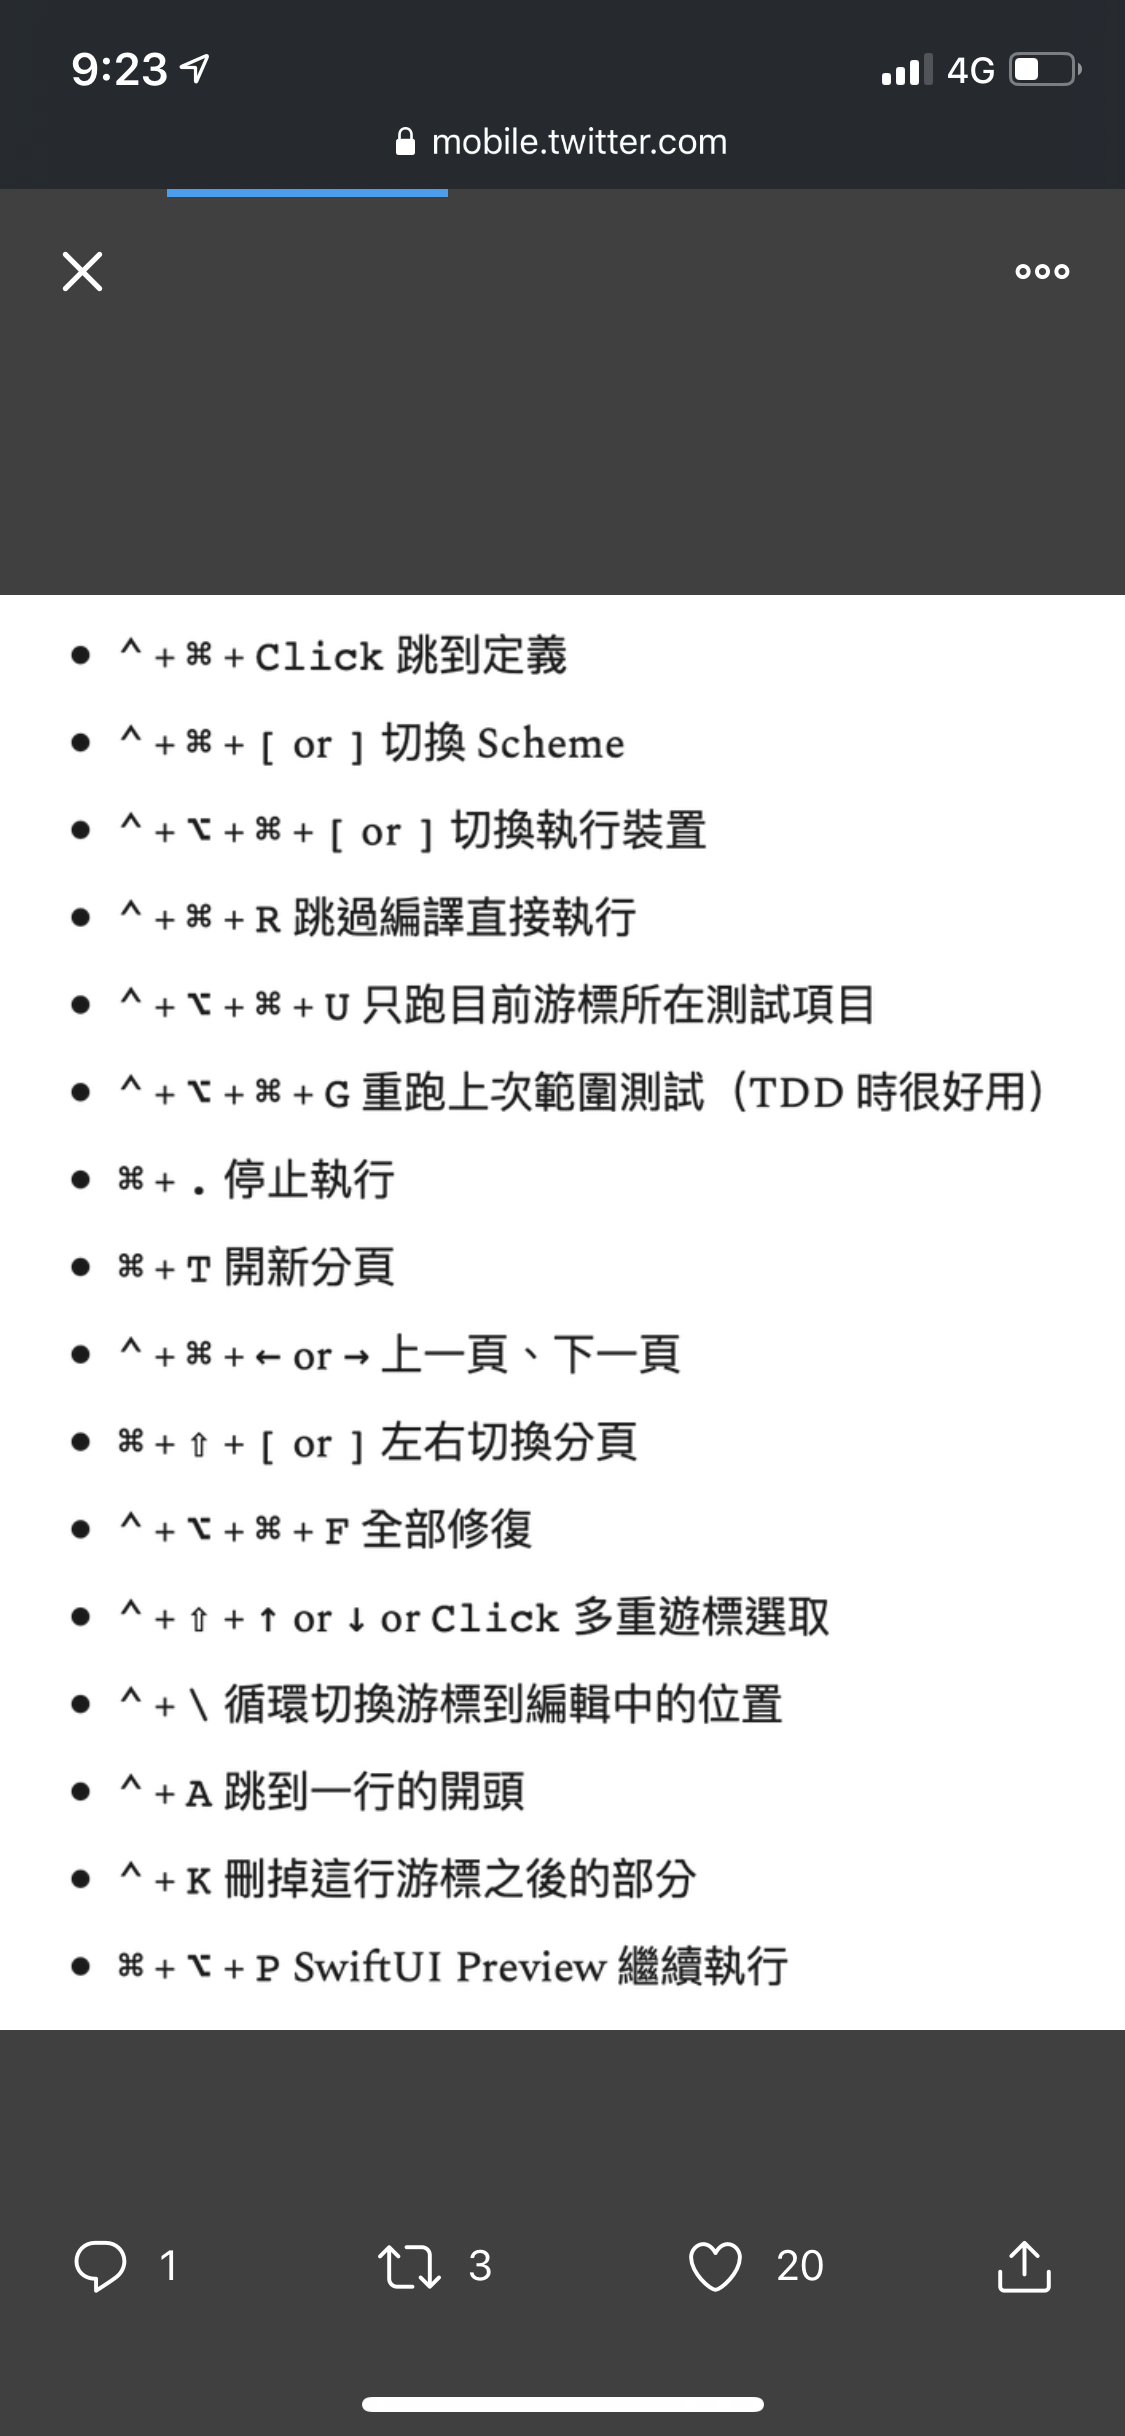 9:23
4G
mobile.twitter.com
• ^ + ⌘ + Click 跳到定義
• ^ + ⌘ + [ or ] 切換 Scheme
• ^ + ⌥ + ⌘ + [ or ] 切換執行裝置
• ^ + ⌘ + R 跳過編譯直接執行
• ^ + ⌥ + ⌘ + U 只跑目前游標所在測試項目
• ^ + ⌥ + ⌘ + G 重跑上次範圍測試（TDD 時很好用）
• ⌘ + . 停止執行
• ⌘ + T 開新分頁
• ^ + ⌘ + ← or → 上一頁、下一頁
• ⌘ + ⇧ + [ or ] 左右切換分頁
• ^ + ⌥ + ⌘ + F 全部修復
• ^ + ⇧ + ↑ or ↓ or Click 多重遊標選取
• ^ + \ 循環切換游標到編輯中的位置
• ^ + A 跳到一行的開頭
• ^ + K 刪掉這行游標之後的部分
• ⌘ + ⌥ + P SwiftUI Preview 繼續執行
1 3 20